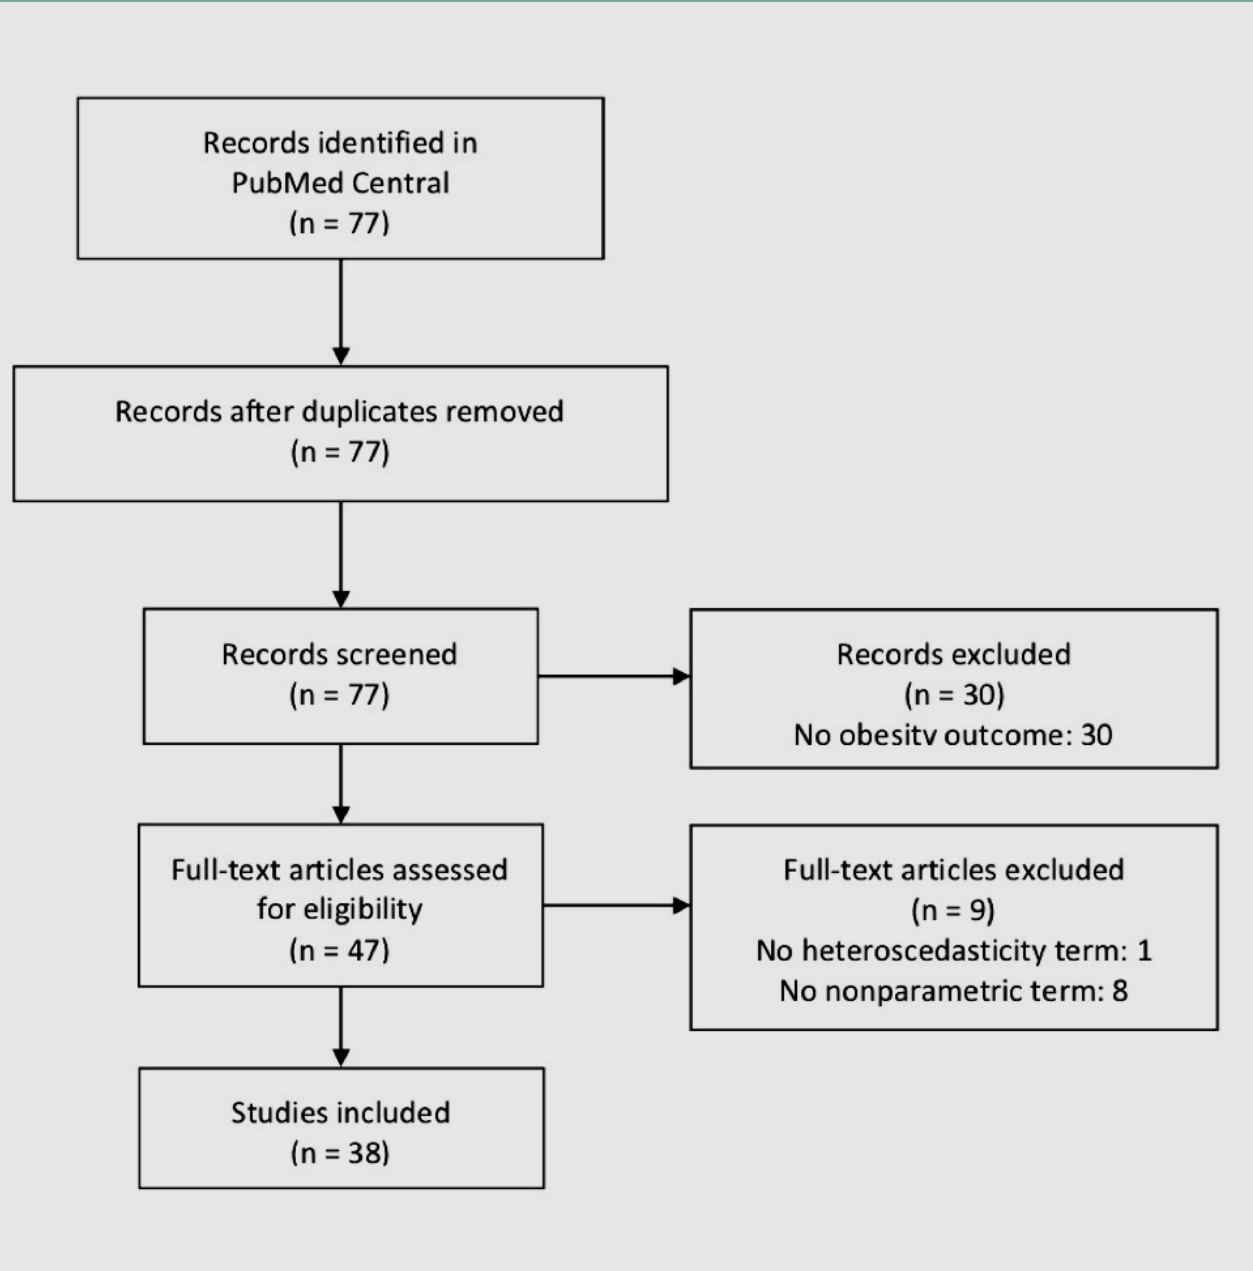 Records identified in
PubMed Central
(n = 77)
Records after duplicates removed
(n = 77)
Records screened
(n = 77)
Records excluded
(n = 30)
No obesity outcome: 30
Full-text articles assessed
for eligibility
(n = 47)
Full-text articles excluded
(n = 9)
No heteroscedasticity term: 1
No nonparametric term: 8
Studies included
(n = 38)